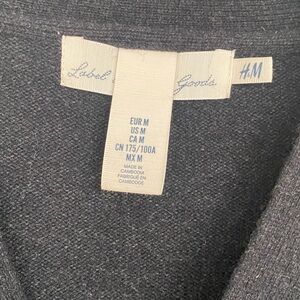 Label Goods
H&M
EUR M
US M
CA M
CN 175/100A
MX M
MADE IN
CAMBODIA
FABRIQUÉ EN
CAMBODGE